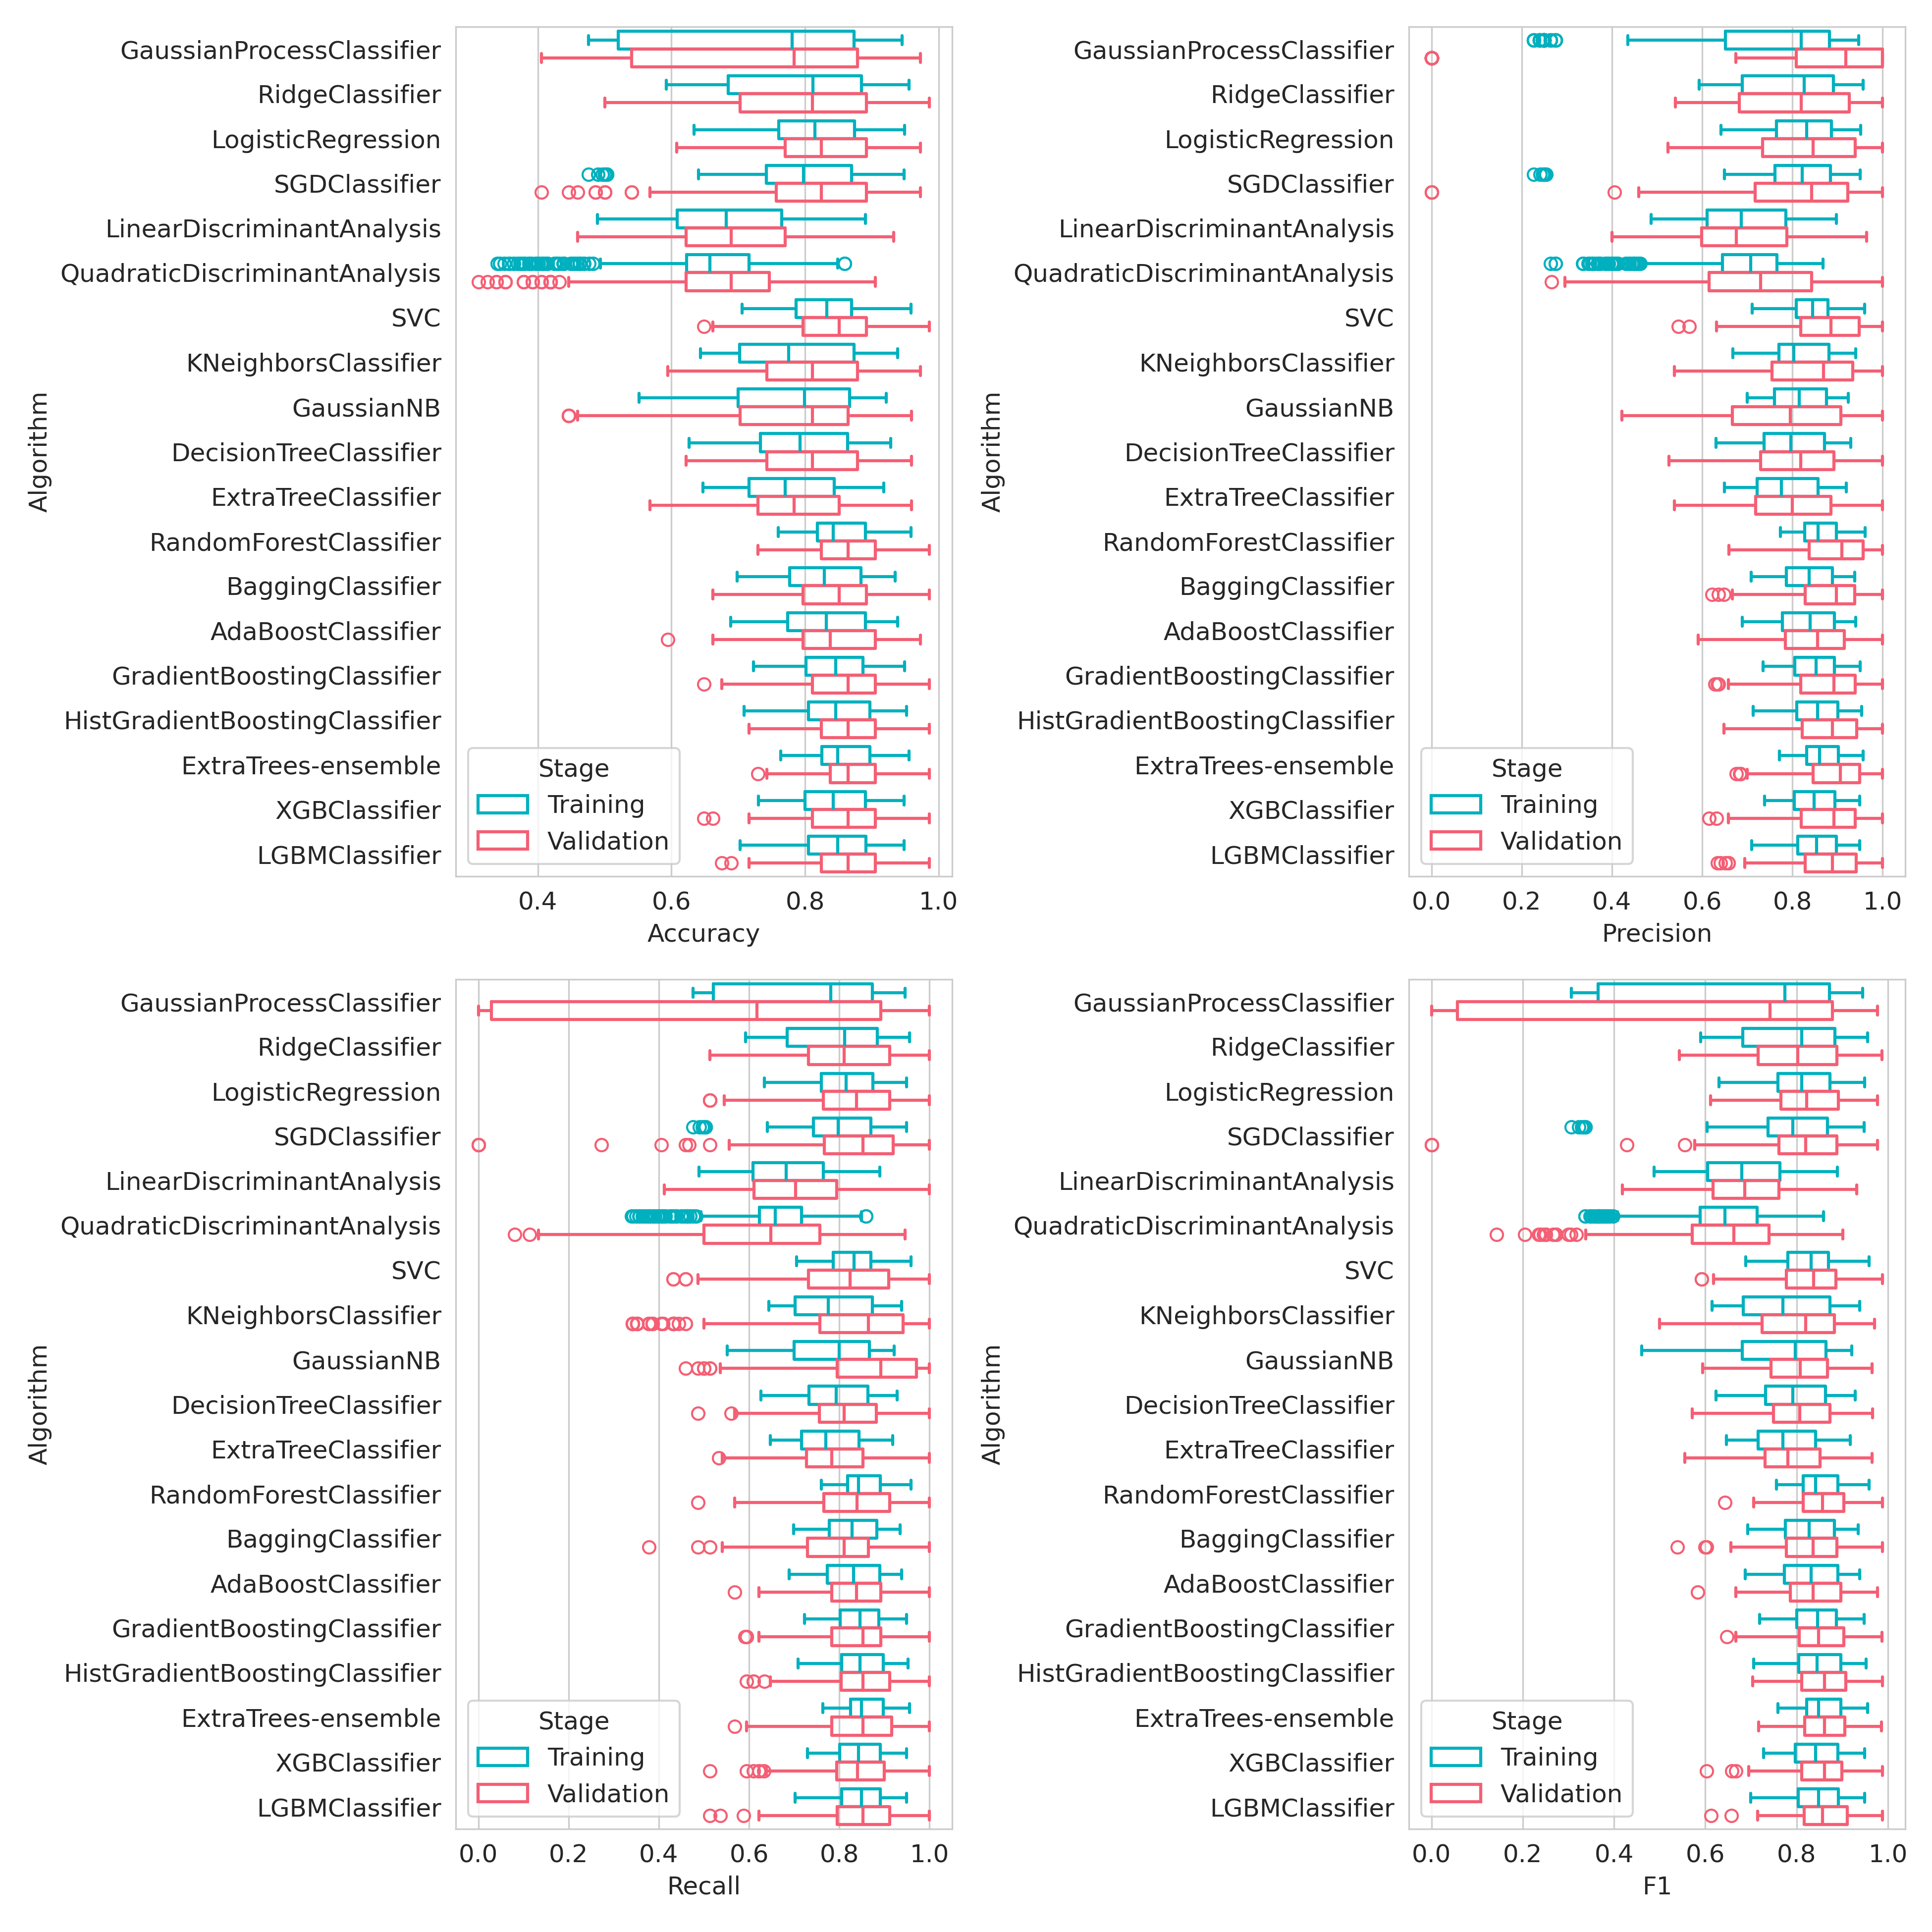 GaussianProcessClassifier
RidgeClassifier
LogisticRegression
SGDClassifier
LinearDiscriminantAnalysis
QuadraticDiscriminantAnalysis
SVC
KNeighborsClassifier
GaussianNB
DecisionTreeClassifier
ExtraTreeClassifier
RandomForestClassifier
BaggingClassifier
AdaBoostClassifier
GradientBoostingClassifier
HistGradientBoostingClassifier
ExtraTrees-ensemble
XGBClassifier
LGBMClassifier
Algorithm
Stage
Training
Validation
0.4 0.6 0.8 1.0
Accuracy
GaussianProcessClassifier
RidgeClassifier
LogisticRegression
SGDClassifier
LinearDiscriminantAnalysis
QuadraticDiscriminantAnalysis
SVC
KNeighborsClassifier
GaussianNB
DecisionTreeClassifier
ExtraTreeClassifier
RandomForestClassifier
BaggingClassifier
AdaBoostClassifier
GradientBoostingClassifier
HistGradientBoostingClassifier
ExtraTrees-ensemble
XGBClassifier
LGBMClassifier
Algorithm
Stage
Training
Validation
0.0 0.2 0.4 0.6 0.8 1.0
Precision
GaussianProcessClassifier
RidgeClassifier
LogisticRegression
SGDClassifier
LinearDiscriminantAnalysis
QuadraticDiscriminantAnalysis
SVC
KNeighborsClassifier
GaussianNB
DecisionTreeClassifier
ExtraTreeClassifier
RandomForestClassifier
BaggingClassifier
AdaBoostClassifier
GradientBoostingClassifier
HistGradientBoostingClassifier
ExtraTrees-ensemble
XGBClassifier
LGBMClassifier
Algorithm
Stage
Training
Validation
0.0 0.2 0.4 0.6 0.8 1.0
Recall
GaussianProcessClassifier
RidgeClassifier
LogisticRegression
SGDClassifier
LinearDiscriminantAnalysis
QuadraticDiscriminantAnalysis
SVC
KNeighborsClassifier
GaussianNB
DecisionTreeClassifier
ExtraTreeClassifier
RandomForestClassifier
BaggingClassifier
AdaBoostClassifier
GradientBoostingClassifier
HistGradientBoostingClassifier
ExtraTrees-ensemble
XGBClassifier
LGBMClassifier
Algorithm
Stage
Training
Validation
0.0 0.2 0.4 0.6 0.8 1.0
F1